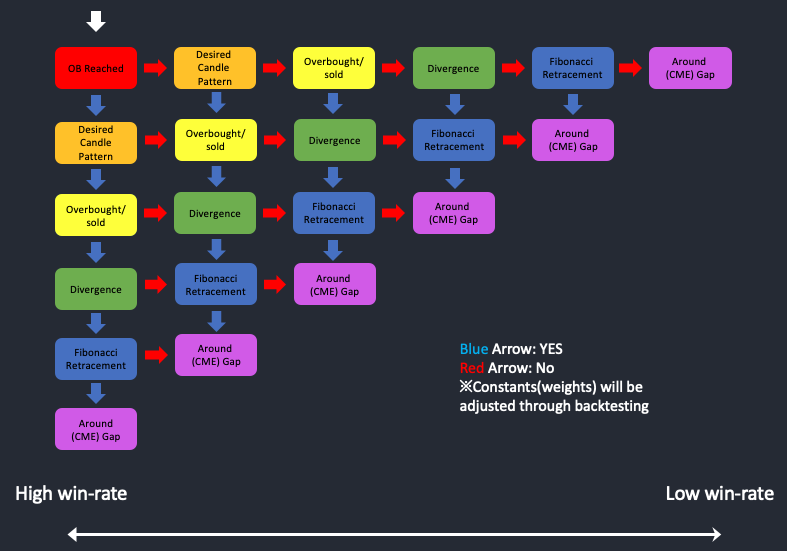 OB Reached
Desired
Candle
Pattern
Overbought/
sold
Divergence
Fibonacci
Retracement
Around
(CME) Gap
Desired
Candle
Pattern
Overbought/
sold
Divergence
Fibonacci
Retracement
Around
(CME) Gap
Overbought/
sold
Divergence
Fibonacci
Retracement
Around
(CME) Gap
Divergence
Fibonacci
Retracement
Around
(CME) Gap
Fibonacci
Retracement
Around
(CME) Gap
Around
(CME) Gap
Blue Arrow: YES
Red Arrow: No
※Constants(weights) will be
adjusted through backtesting
High win-rate
Low win-rate